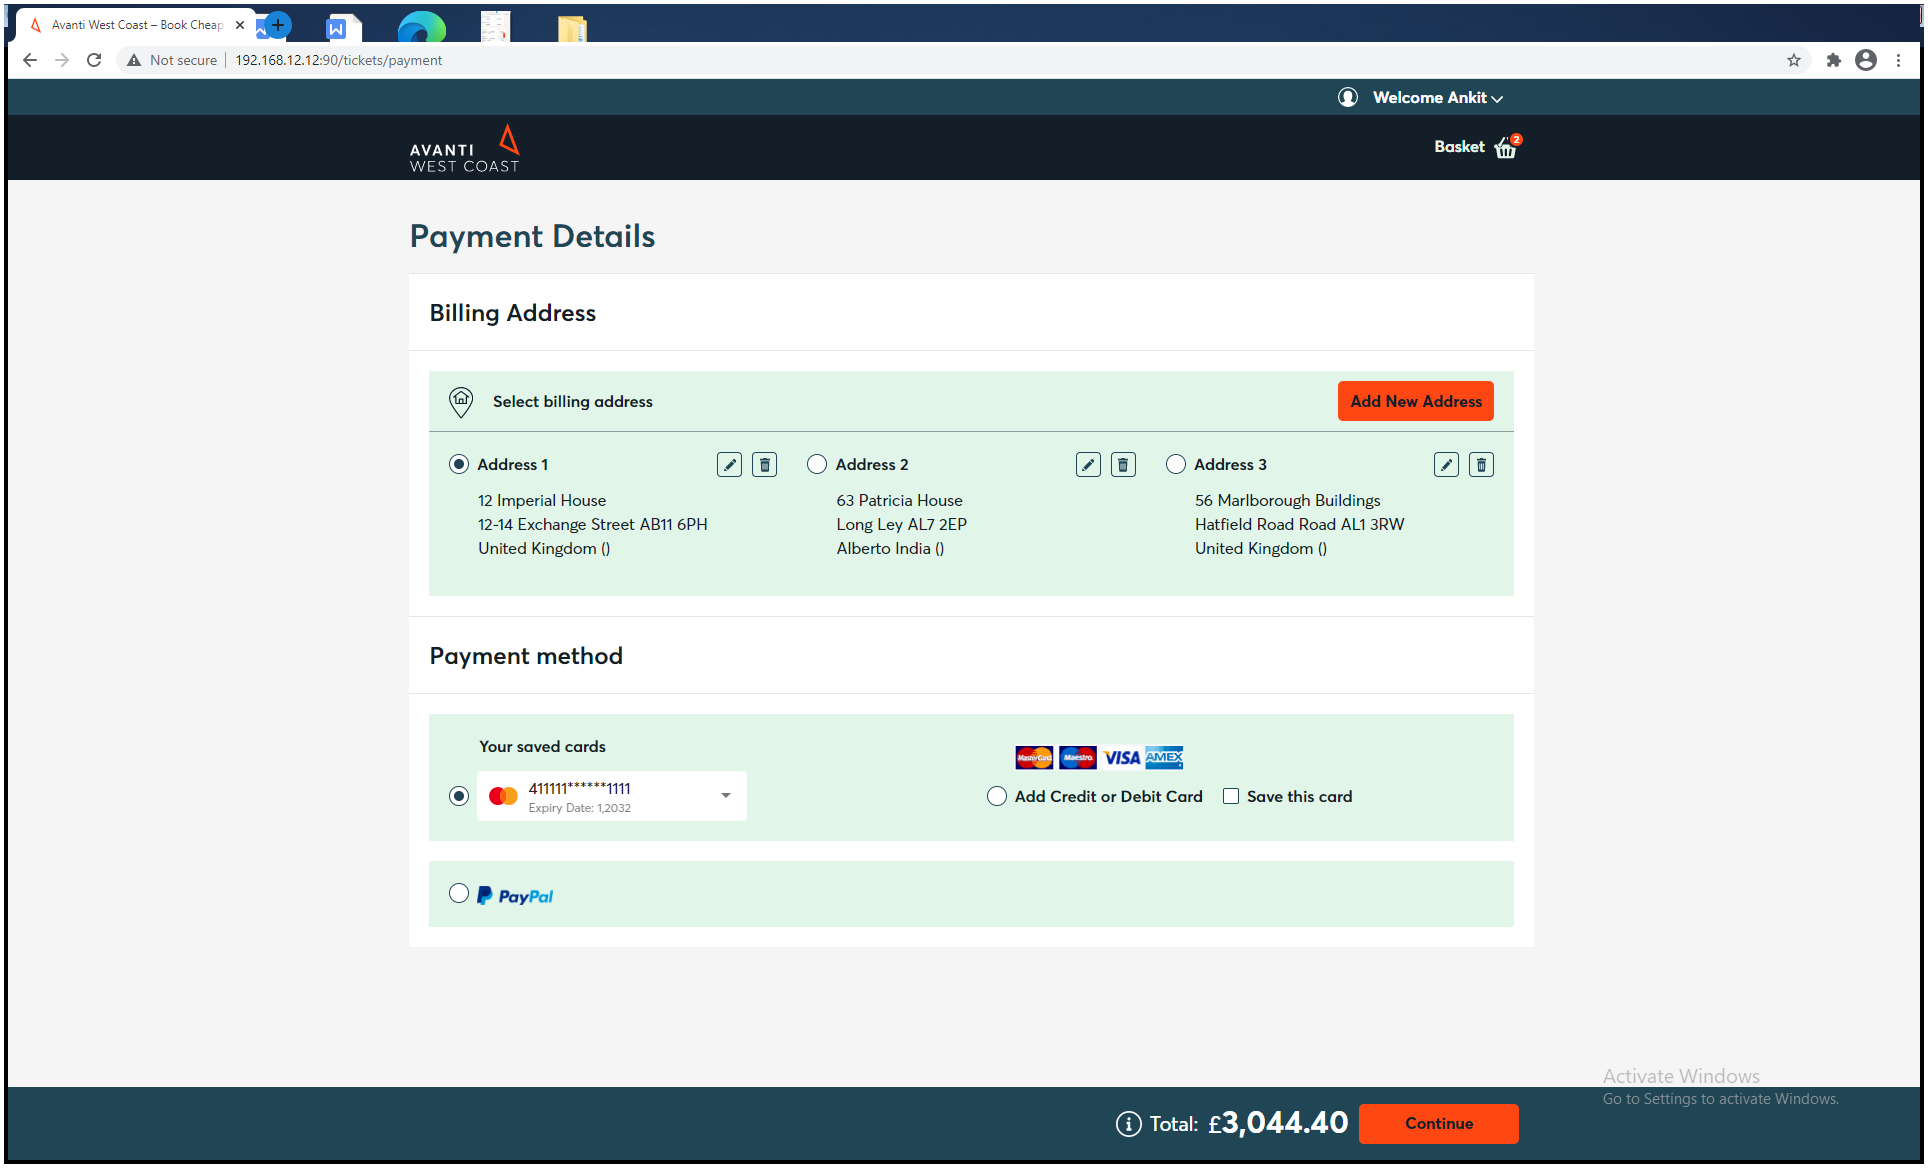 Avanti West Coast – Book Cheap
Not secure
192.168.12.12:90/tickets/payment
Welcome Ankit
AVANTI
WEST COAST
Basket
2
Payment Details
Billing Address
Select billing address
Add New Address
Address 1
12 Imperial House
12-14 Exchange Street AB11 6PH
United Kingdom ()
Address 2
63 Patricia House
Long Ley AL7 2EP
Alberto India ()
Address 3
56 Marlborough Buildings
Hatfield Road Road AL1 3RW
United Kingdom ()
Payment method
Your saved cards
411111******1111
Expiry Date: 1,2032
MasterCard
Maestro
VISA
AMEX
Add Credit or Debit Card
Save this card
PayPal
Activate Windows
Go to Settings to activate Windows.
Total: £3,044.40
Continue